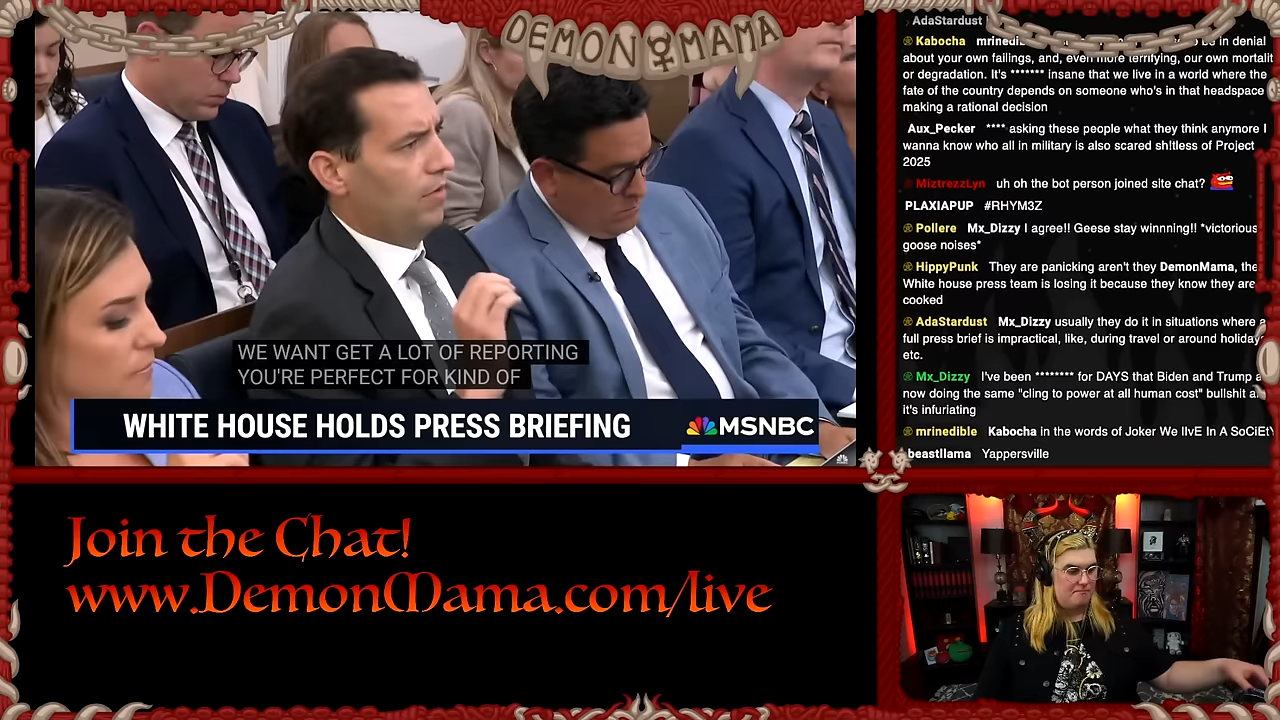 DEMON MAMA
AdaStardust
Kabocha in denial
about your own failings, and, even more terrifying, our own mortalit
or degradation. It's ******* insane that we live in a world where the
fate of the country depends on someone who's in that headspace
making a rational decision
Aux_Pecker **** asking these people what they think anymore I
wanna know who all in military is also scared sh!tless of Project
2025
MiztrezzLyn uh oh the bot person joined site chat?
PLAXIAPUP #RHYM3Z
Pollere Mx_Dizzy I agree!! Geese stay winnning!! *victorious
goose noises*
HippyPunk They are panicking aren't they DemonMama, the
White house press team is losing it because they know they are
cooked
AdaStardust Mx_Dizzy usually they do it in situations where a
full press brief is impractical, like, during travel or around holiday
etc.
Mx_Dizzy I've been ******** for DAYS that Biden and Trump a
now doing the same "cling to power at all human cost" bullshit a
it's infuriating
mrinedible Kabocha in the words of Joker We lIvE In A SoCiEt
beastllama Yappersville
WE WANT GET A LOT OF REPORTING
YOU'RE PERFECT FOR KIND OF
WHITE HOUSE HOLDS PRESS BRIEFING MSNBC
Join the Chat!
www.DemonMama.com/live